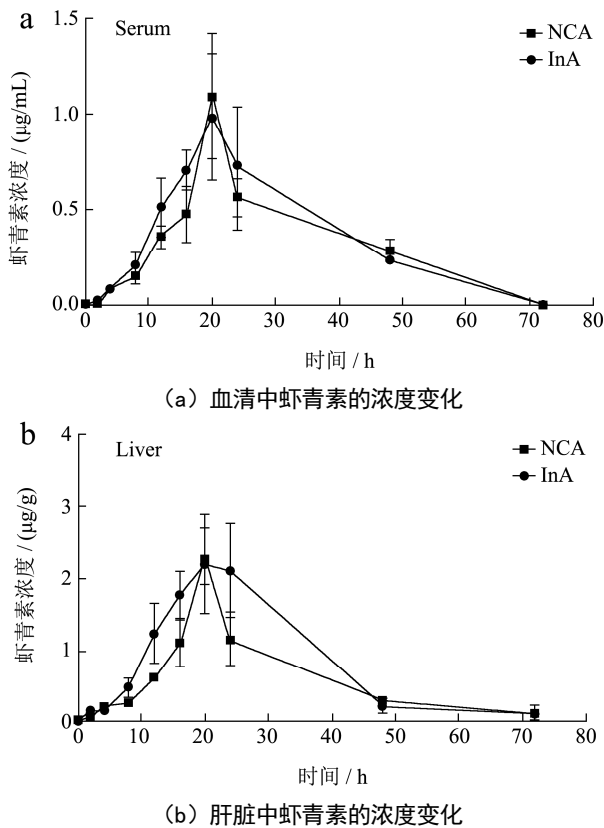 a
Serum
NCA
InA
1.5
1.0
0.5
0.0
虾青素浓度 / (μg/mL)
0 10 20 30 40 50 60 70 80
时间 / h
（a）血清中虾青素的浓度变化
b
Liver
NCA
InA
4
3
2
1
0
虾青素浓度 / (μg/g)
0 10 20 30 40 50 60 70 80
时间 / h
（b）肝脏中虾青素的浓度变化